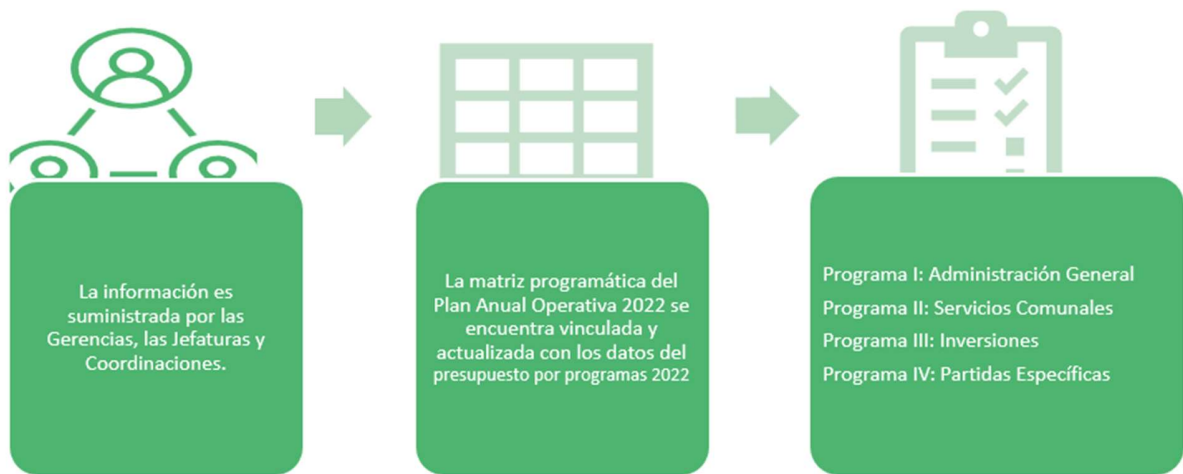 La información es
suministrada por las
Gerencias, las Jefaturas y
Coordinaciones.
La matriz programática del
Plan Anual Operativa 2022 se
encuentra vinculada y
actualizada con los datos del
presupuesto por programas 2022
Programa I: Administración General
Programa II: Servicios Comunales
Programa III: Inversiones
Programa IV: Partidas Específicas